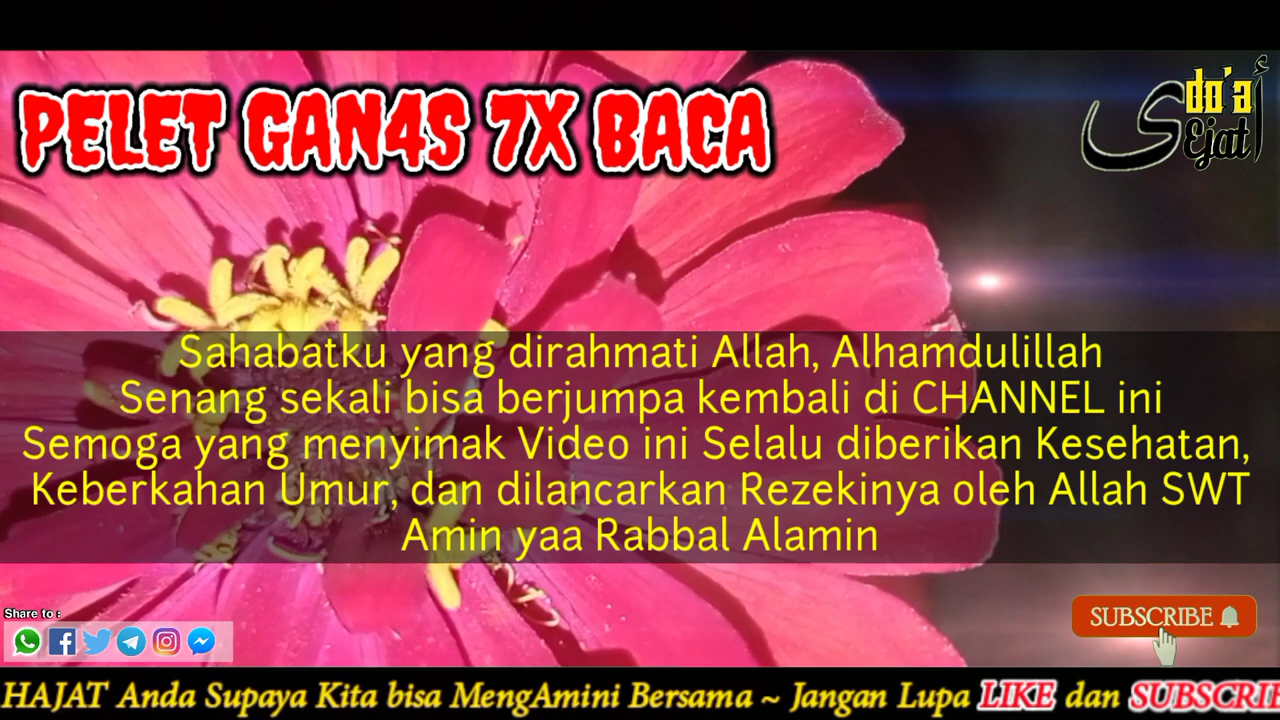 PELET GAN4S 7X BACA
do'a
Ejat
أ
ى
Sahabatku yang dirahmati Allah, Alhamdulillah
Senang sekali bisa berjumpa kembali di CHANNEL ini
Semoga yang menyimak Video ini Selalu diberikan Kesehatan,
Keberkahan Umur, dan dilancarkan Rezekinya oleh Allah SWT
Amin yaa Rabbal Alamin
Share to :
SUBSCRIBE
HAJAT Anda Supaya Kita bisa MengAmini Bersama ~ Jangan Lupa LIKE dan SUBSCRI